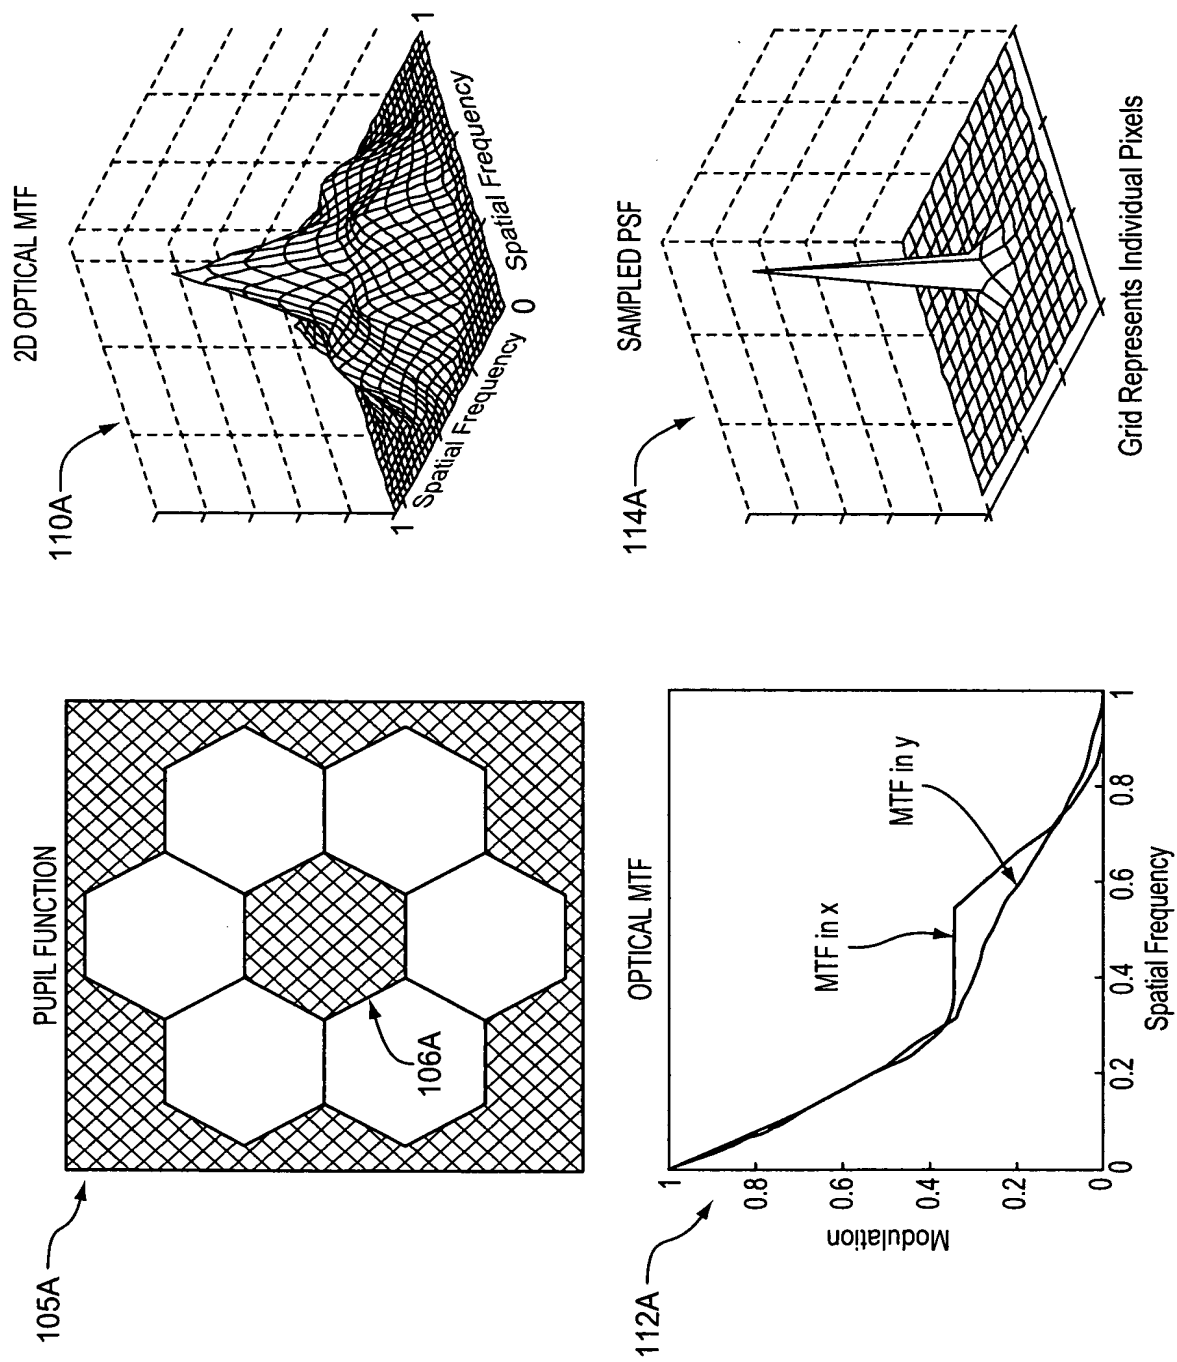 105A
PUPIL FUNCTION
106A
110A
2D OPTICAL MTF
1
Spatial Frequency
0
Spatial Frequency
1
112A
OPTICAL MTF
Modulation
1
0.8
0.6
0.4
0.2
0
MTF in x
MTF in y
0
0.2
0.4
0.6
0.8
1
Spatial Frequency
114A
SAMPLED PSF
Grid Represents Individual Pixels